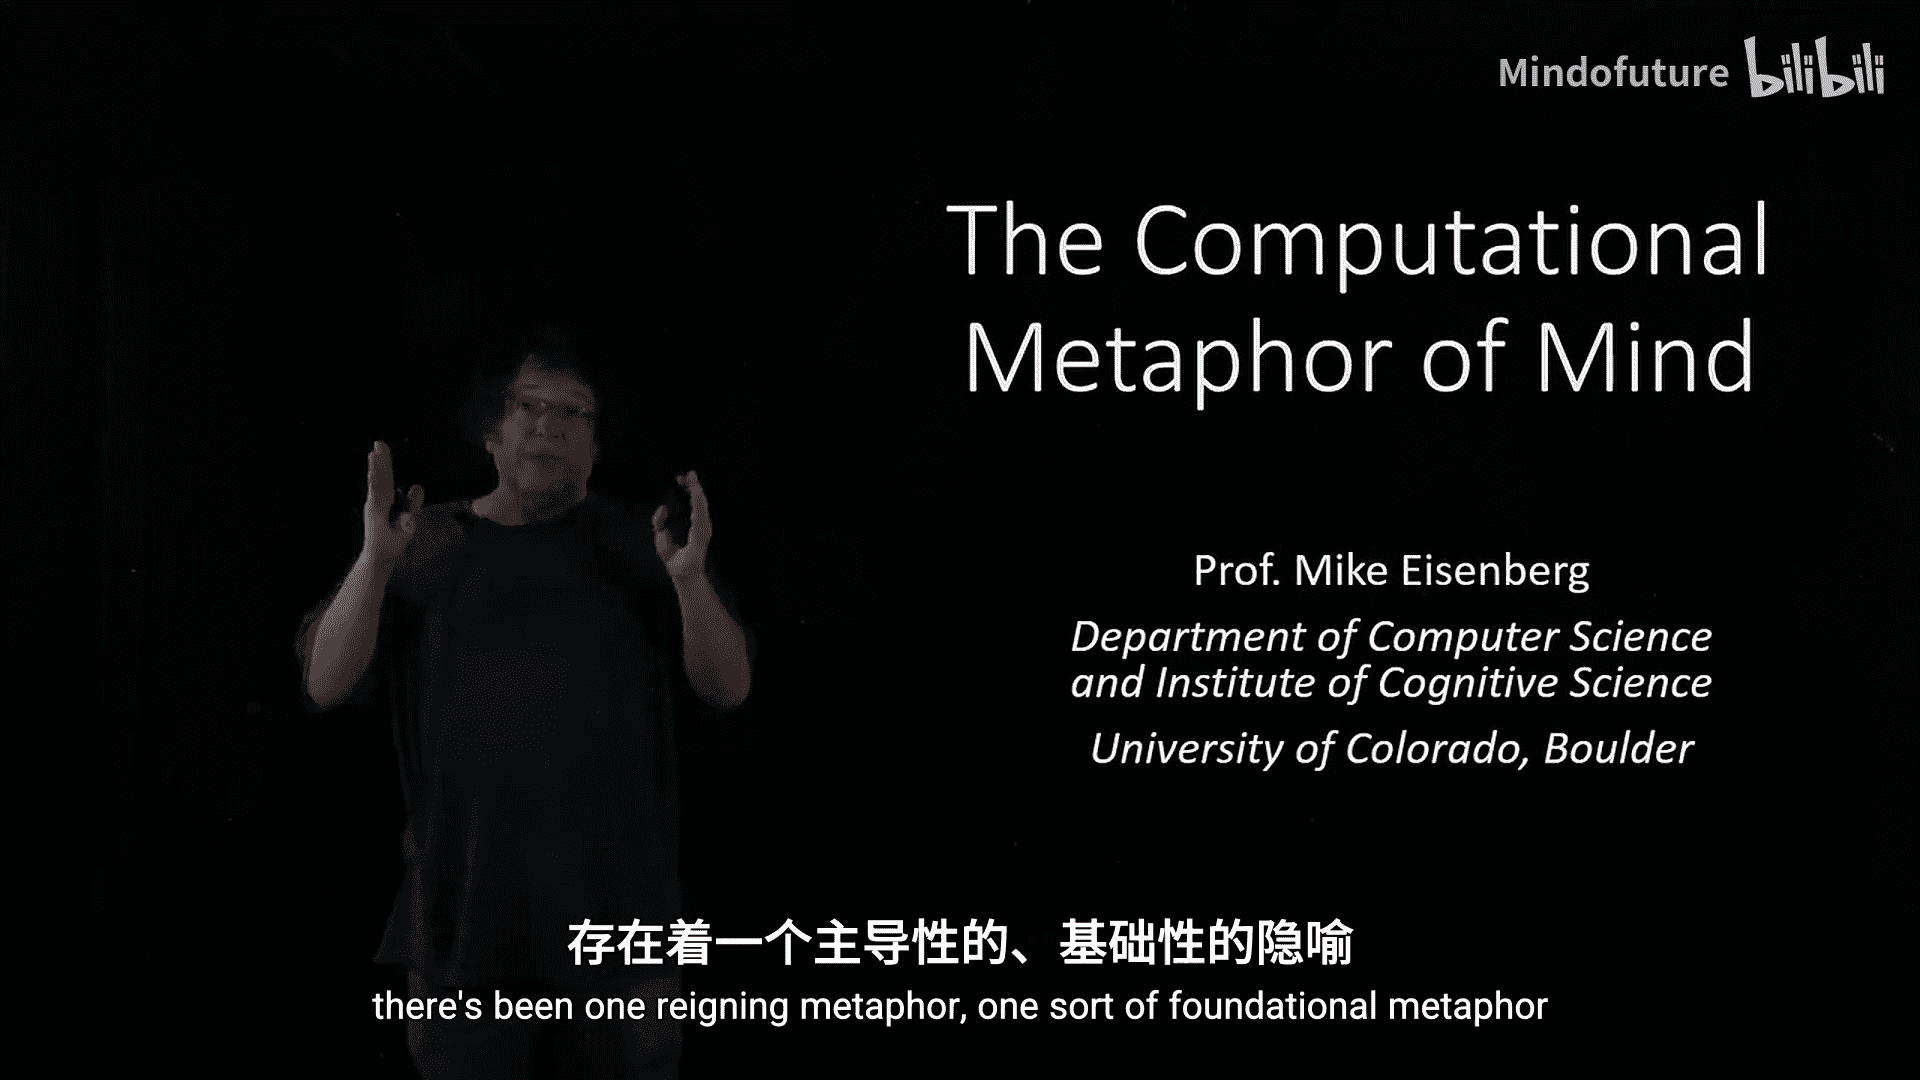 Mindofuture bilibili
The Computational
Metaphor of Mind
Prof. Mike Eisenberg
Department of Computer Science
and Institute of Cognitive Science
University of Colorado, Boulder
存在着一个主导性的、基础性的隐喻
there's been one reigning metaphor, one sort of foundational metaphor